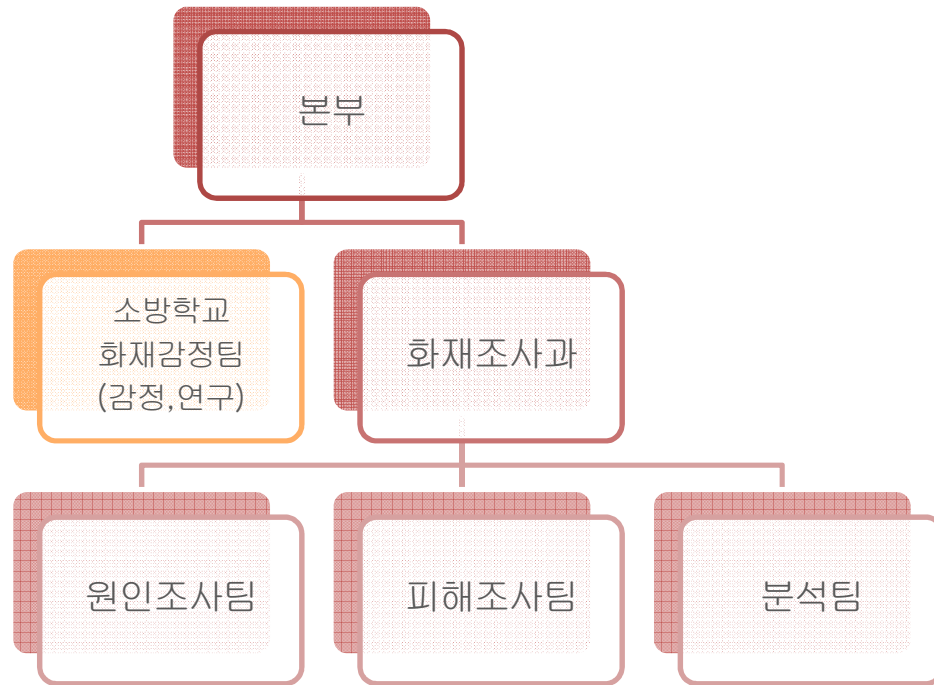 본부
소방학교
화재감정팀
(감정,연구)
화재조사과
원인조사팀
피해조사팀
분석팀